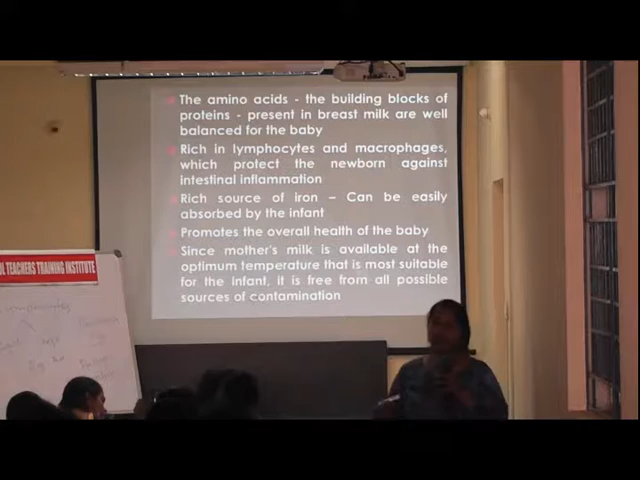 The amino acids - the building blocks of
proteins - present in breast milk are well
balanced for the baby
Rich in lymphocytes and macrophages,
which protect the newborn against
intestinal inflammation
Rich source of iron – Can be easily
absorbed by the infant
Promotes the overall health of the baby
Since mother's milk is available at the
optimum temperature that is most suitable
for the infant, it is free from all possible
sources of contamination
TEACHERS TRAINING INSTITUTE